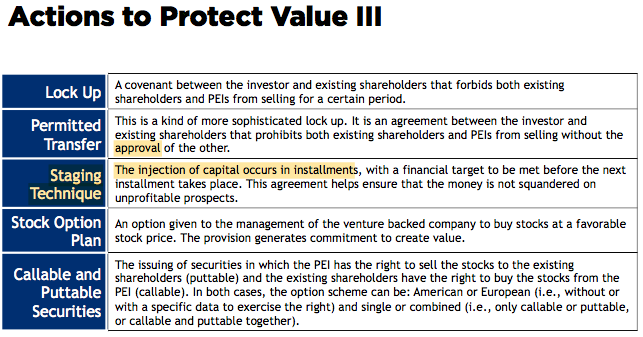 Actions to Protect Value III
Lock Up
A covenant between the investor and existing shareholders that forbids both existing
shareholders and PEIs from selling for a certain period.
Permitted
Transfer
This is a kind of more sophisticated lock up. It is an agreement between the investor and
existing shareholders that prohibits both existing shareholders and PEIs from selling without the
approval of the other.
Staging
Technique
The injection of capital occurs in installments, with a financial target to be met before the next
installment takes place. This agreement helps ensure that the money is not squandered on
unprofitable prospects.
Stock Option
Plan
An option given to the management of the venture backed company to buy stocks at a favorable
stock price. The provision generates commitment to create value.
Callable and
Puttable
Securities
The issuing of securities in which the PEI has the right to sell the stocks to the existing
shareholders (puttable) and the existing shareholders have the right to buy the stocks from the
PEI (callable). In both cases, the option scheme can be: American or European (i.e., without or
with a specific data to exercise the right) and single or combined (i.e., only callable or puttable,
or callable and puttable together).